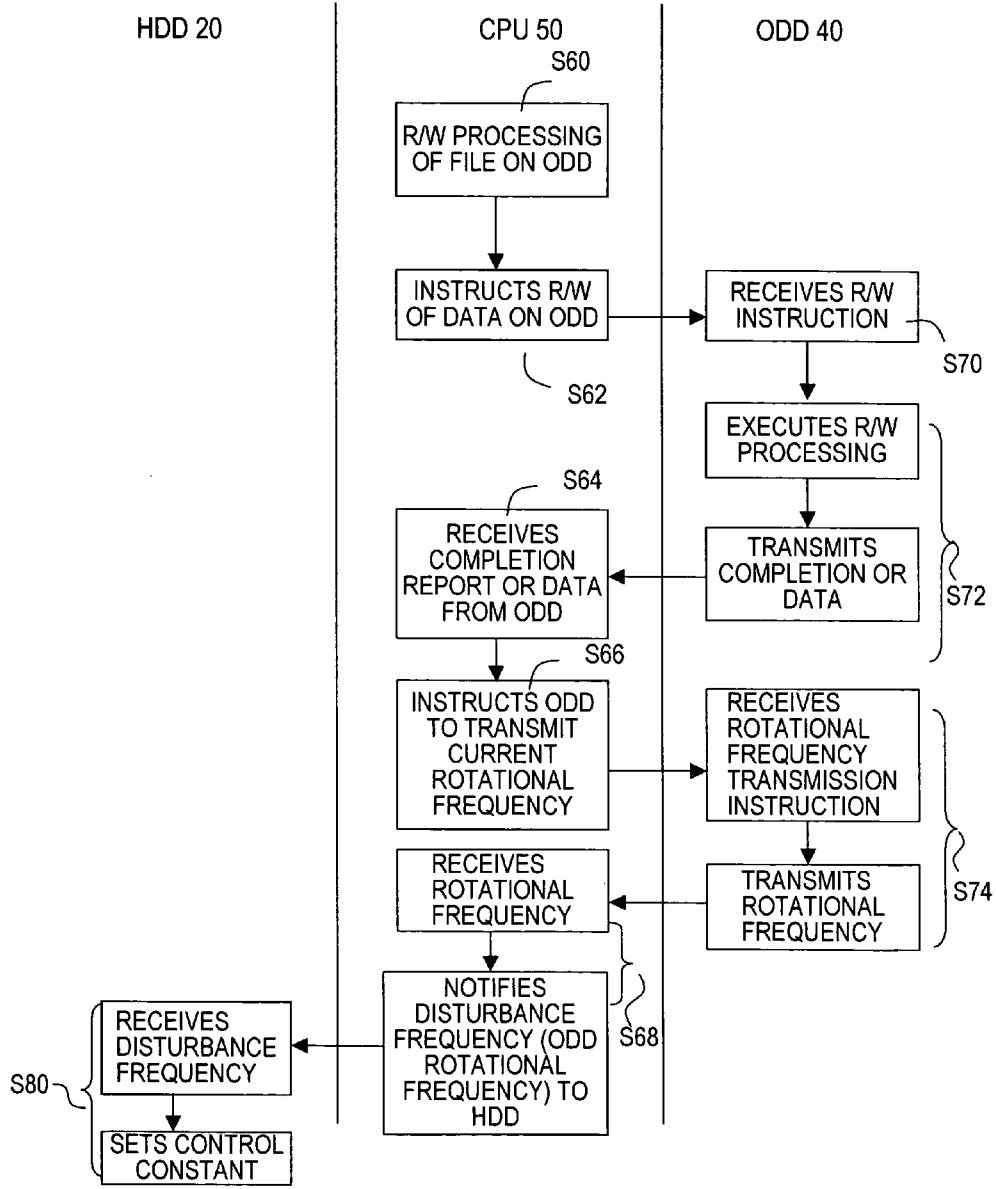 HDD 20
CPU 50
ODD 40
S60
R/W PROCESSING
OF FILE ON ODD
INSTRUCTS R/W
OF DATA ON ODD
S62
RECEIVES R/W
INSTRUCTION
S70
EXECUTES R/W
PROCESSING
TRANSMITS
COMPLETION OR
DATA
S72
S64
RECEIVES
COMPLETION
REPORT OR DATA
FROM ODD
S66
INSTRUCTS ODD
TO TRANSMIT
CURRENT
ROTATIONAL
FREQUENCY
RECEIVES
ROTATIONAL
FREQUENCY
TRANSMISSION
INSTRUCTION
TRANSMITS
ROTATIONAL
FREQUENCY
S74
RECEIVES
ROTATIONAL
FREQUENCY
S68
NOTIFIES
DISTURBANCE
FREQUENCY (ODD
ROTATIONAL
FREQUENCY) TO
HDD
RECEIVES
DISTURBANCE
FREQUENCY
S80
SETS CONTROL
CONSTANT